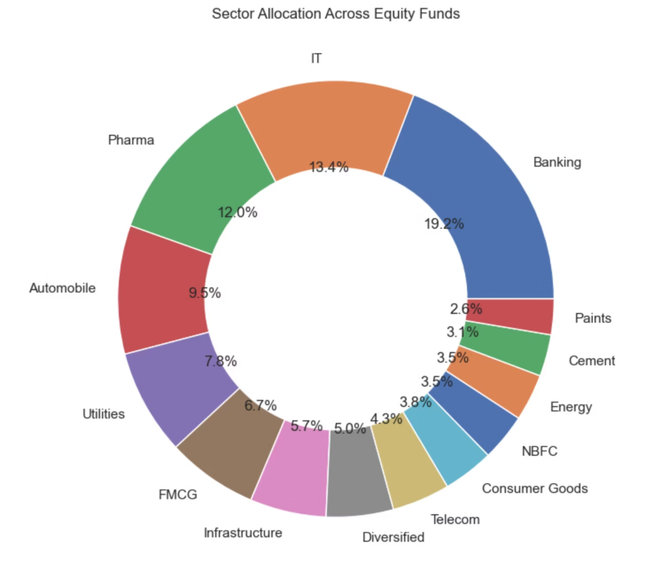 Sector Allocation Across Equity Funds
IT
13.4%
Pharma
12.0%
Banking
19.2%
Automobile
9.5%
Utilities
7.8%
FMCG
6.7%
Infrastructure
5.7%
Diversified
5.0%
Telecom
4.3%
Consumer Goods
3.8%
NBFC
3.5%
Energy
3.5%
Cement
3.1%
Paints
2.6%